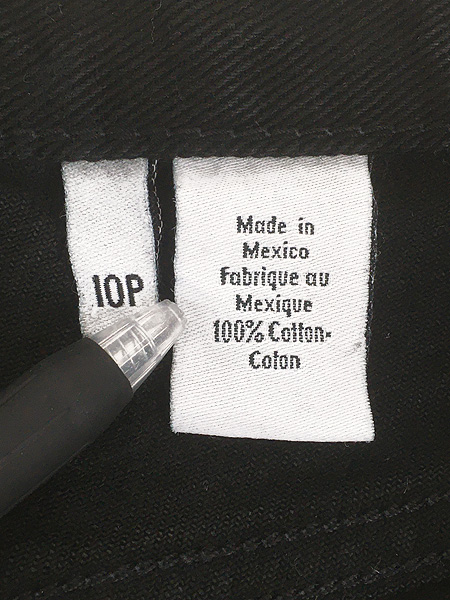 10P
Made in
Mexico
Fabrique au
Mexique
100% Cotton-
Coton